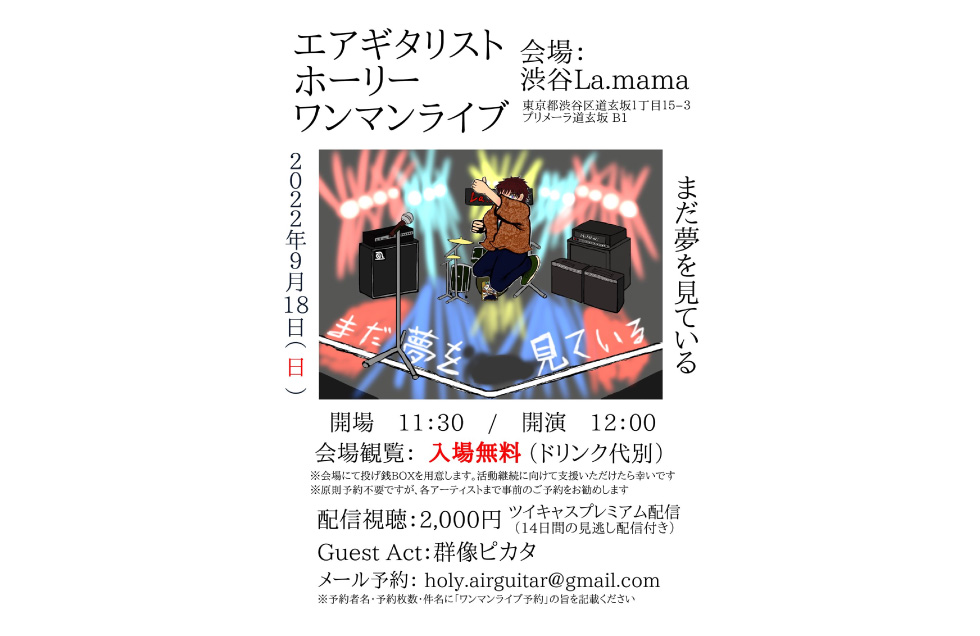 エアギタリスト
ホーリー
ワンマンライブ
会場：
渋谷La.mama
東京都渋谷区道玄坂1丁目15−3
プリメーラ道玄坂 B1
2022年9月18日（日）
まだ夢を見ている
La
まだ夢を見ている
開場　11:30　/　開演　12:00
会場観覧： 入場無料（ドリンク代別）
※会場にて投げ銭BOXを用意します。活動継続に向けて支援いただけたら幸いです
※原則予約不要ですが、各アーティストまで事前のご予約をお勧めします
配信視聴：2,000円 ツイキャスプレミアム配信
（14日間の見逃し配信付き）
Guest Act：群像ピカタ
メール予約： holy.airguitar@gmail.com
※予約者名・予約枚数・件名に「ワンマンライブ予約」の旨を記載ください